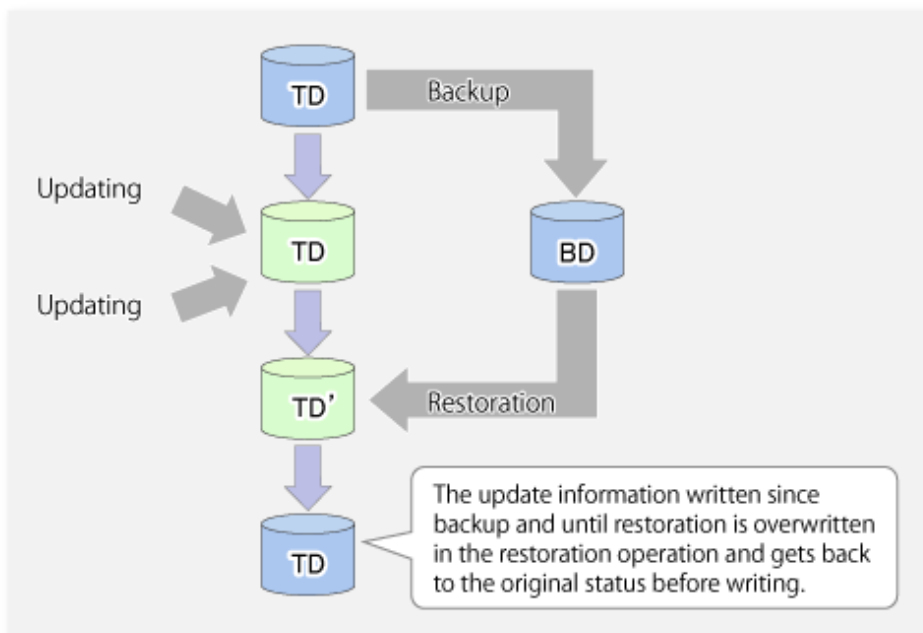 TD
Backup
Updating
TD
BD
Updating
TD'
Restoration
The update information written since
backup and until restoration is overwritten
in the restoration operation and gets back
to the original status before writing.
TD